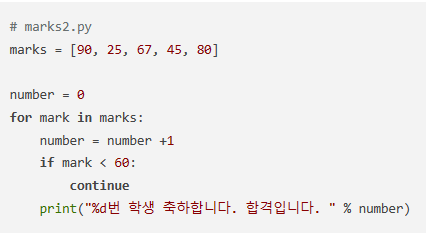 # marks2.py
marks = [90, 25, 67, 45, 80]

number = 0
for mark in marks:
    number = number +1
    if mark < 60:
        continue
    print("%d번 학생 축하합니다. 합격입니다. " % number)